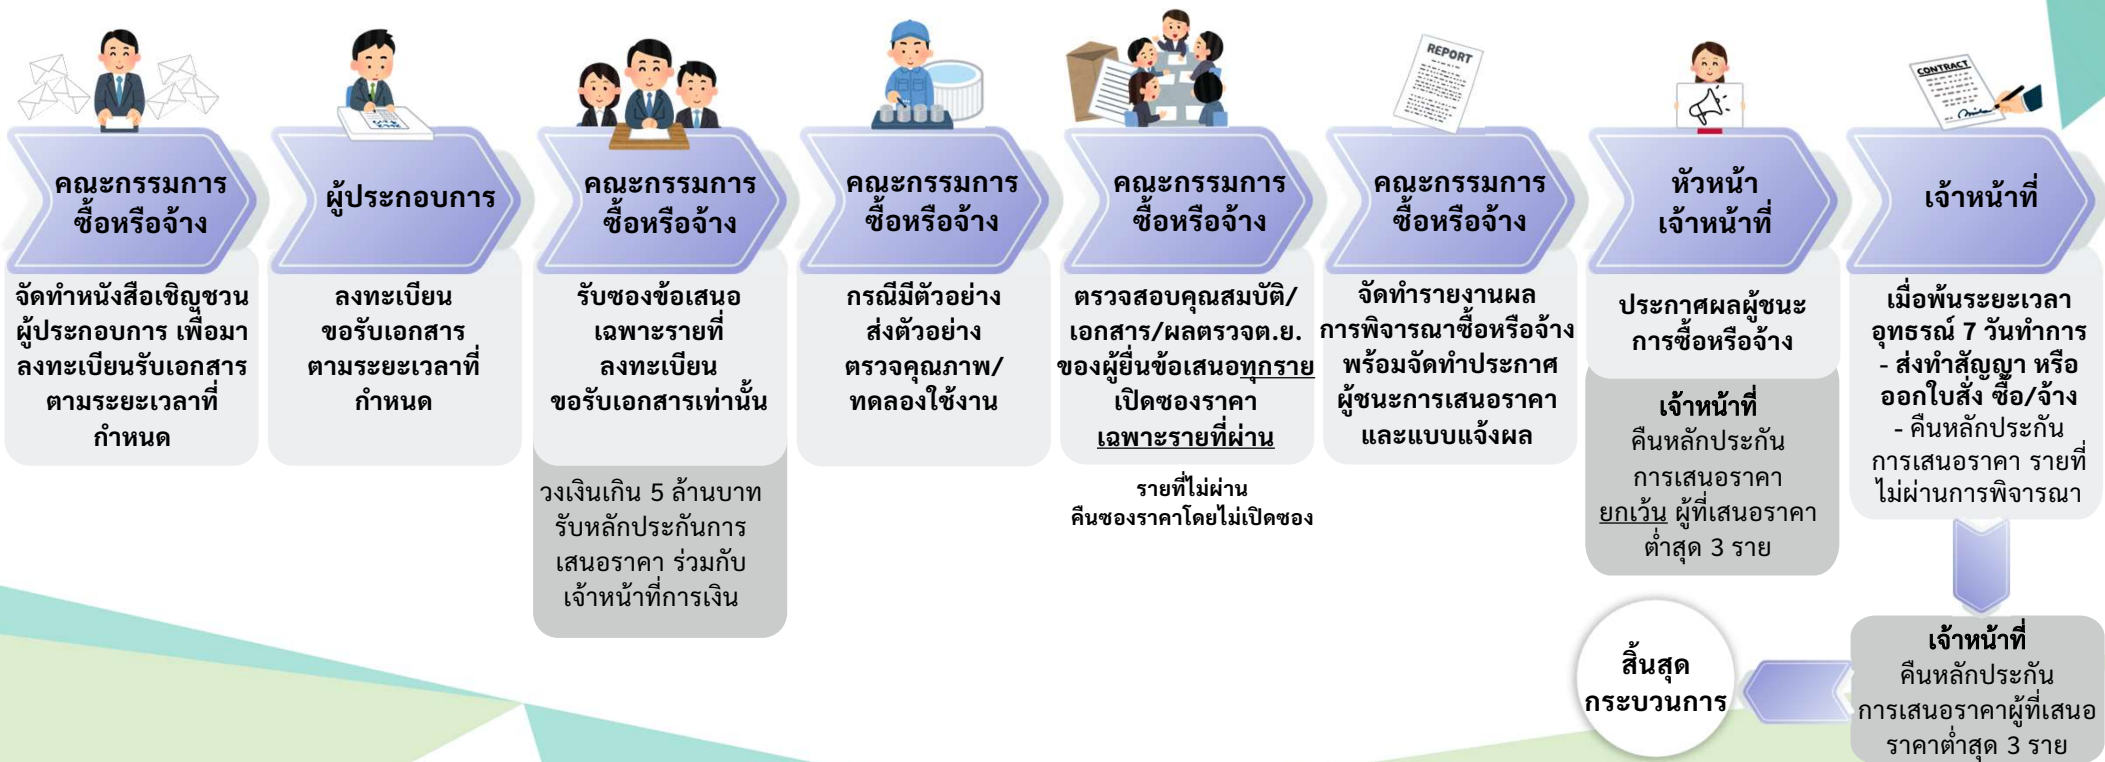 REPORT
CONTRACT
คณะกรรมการ
ซื้อหรือจ้าง
จัดทำหนังสือเชิญชวน
ผู้ประกอบการ เพื่อมา
ลงทะเบียนรับเอกสาร
ตามระยะเวลาที่
กำหนด
ผู้ประกอบการ
ลงทะเบียน
ขอรับเอกสาร
ตามระยะเวลาที่
กำหนด
คณะกรรมการ
ซื้อหรือจ้าง
รับซองข้อเสนอ
เฉพาะรายที่
ลงทะเบียน
ขอรับเอกสารเท่านั้น
วงเงินเกิน 5 ล้านบาท
รับหลักประกันการ
เสนอราคา ร่วมกับ
เจ้าหน้าที่การเงิน
คณะกรรมการ
ซื้อหรือจ้าง
กรณีมีตัวอย่าง
ส่งตัวอย่าง
ตรวจคุณภาพ/
ทดลองใช้งาน
คณะกรรมการ
ซื้อหรือจ้าง
ตรวจสอบคุณสมบัติ/
เอกสาร/ผลตรวจต.ย.
ของผู้ยื่นข้อเสนอทุกราย
เปิดซองราคา
เฉพาะรายที่ผ่าน
รายที่ไม่ผ่าน
คืนซองราคาโดยไม่เปิดซอง
คณะกรรมการ
ซื้อหรือจ้าง
จัดทำรายงานผล
การพิจารณาซื้อหรือจ้าง
พร้อมจัดทำประกาศ
ผู้ชนะการเสนอราคา
และแบบแจ้งผล
หัวหน้า
เจ้าหน้าที่
ประกาศผลผู้ชนะ
การซื้อหรือจ้าง
เจ้าหน้าที่
คืนหลักประกัน
การเสนอราคา
ยกเว้น ผู้ที่เสนอราคา
ต่ำสุด 3 ราย
เจ้าหน้าที่
เมื่อพ้นระยะเวลา
อุทธรณ์ 7 วันทำการ
- ส่งทำสัญญา หรือ
ออกใบสั่ง ซื้อ/จ้าง
- คืนหลักประกัน
การเสนอราคา รายที่
ไม่ผ่านการพิจารณา
เจ้าหน้าที่
คืนหลักประกัน
การเสนอราคาผู้ที่เสนอ
ราคาต่ำสุด 3 ราย
สิ้นสุด
กระบวนการ